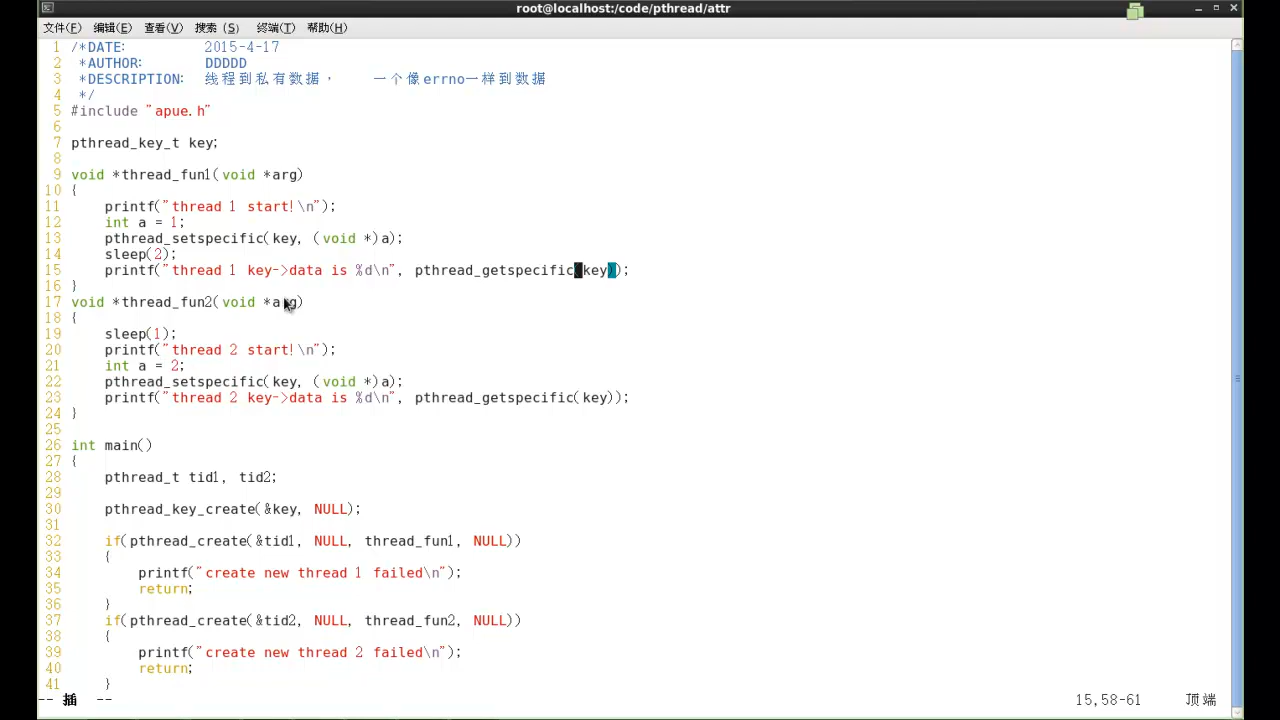 root@localhost:/code/pthread/attr
文件(F) 编辑(E) 查看(V) 搜索 (S) 终端(T) 帮助(H)
1 /*DATE: 2015-4-17
2 *AUTHOR: DDDDD
3 *DESCRIPTION: 线程到私有数据， 一个像errno一样到数据
4 */
5 #include "apue.h"
6
7 pthread_key_t key;
8
9 void *thread_fun1(void *arg)
10 {
11 printf("thread 1 start!\n");
12 int a = 1;
13 pthread_setspecific(key, (void *)a);
14 sleep(2);
15 printf("thread 1 key->data is %d\n", pthread_getspecific(key));
16 }
17 void *thread_fun2(void *arg)
18 {
19 sleep(1);
20 printf("thread 2 start!\n");
21 int a = 2;
22 pthread_setspecific(key, (void *)a);
23 printf("thread 2 key->data is %d\n", pthread_getspecific(key));
24 }
25
26 int main()
27 {
28 pthread_t tid1, tid2;
29
30 pthread_key_create(&key, NULL);
31
32 if(pthread_create(&tid1, NULL, thread_fun1, NULL))
33 {
34 printf("create new thread 1 failed\n");
35 return;
36 }
37 if(pthread_create(&tid2, NULL, thread_fun2, NULL))
38 {
39 printf("create new thread 2 failed\n");
40 return;
41 }
-- 插 -- 15,58-61 顶端